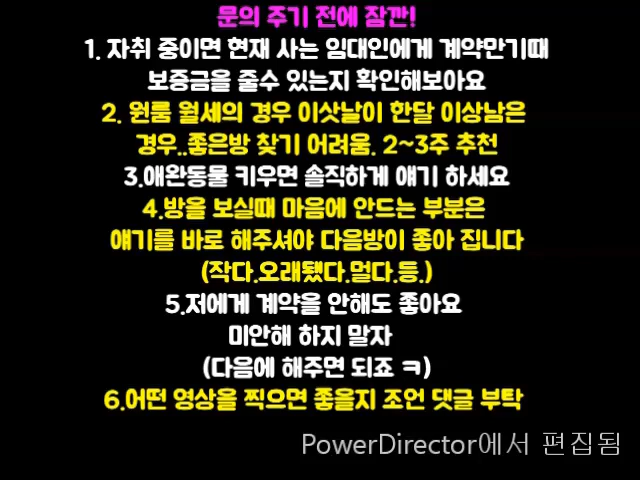 문의 주기 전에 잠깐!
1. 자취 중이면 현재 사는 임대인에게 계약만기때
보증금을 줄수 있는지 확인해보아요
2. 원룸 월세의 경우 이삿날이 한달 이상남은
경우..좋은방 찾기 어려움. 2~3주 추천
3.애완동물 키우면 솔직하게 얘기 하세요
4.방을 보실때 마음에 안드는 부분은
얘기를 바로 해주셔야 다음방이 좋아 집니다
(작다.오래됐다.멀다.등.)
5.저에게 계약을 안해도 좋아요
미안해 하지 말자
(다음에 해주면 되죠 ㅋ)
6.어떤 영상을 찍으면 좋을지 조언 댓글 부탁
PowerDirector에서 편집됨